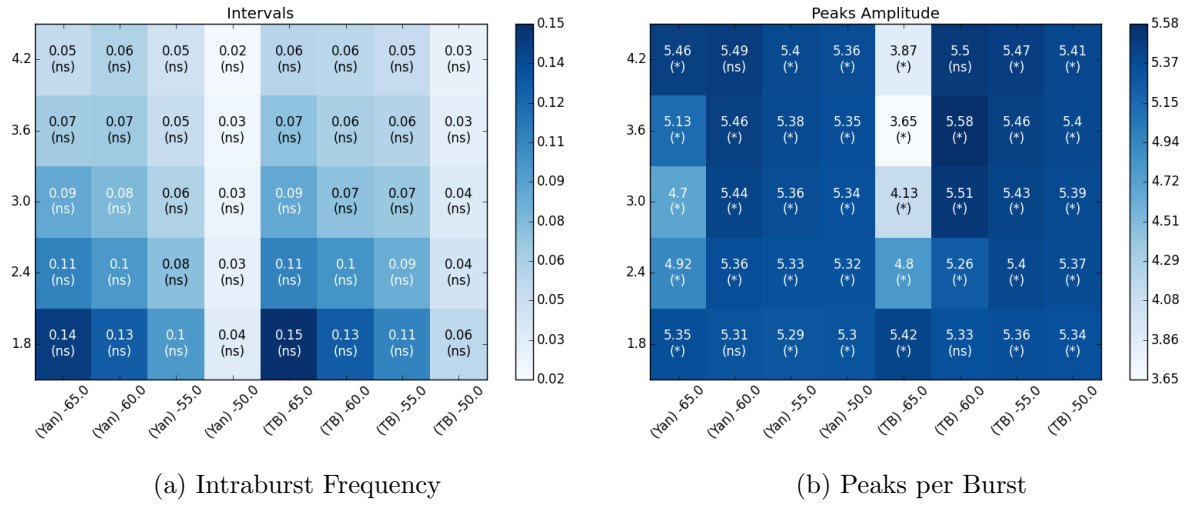 Intervals
4.2 0.05 0.06 0.05 0.02 0.06 0.06 0.05 0.03
(ns) (ns) (ns) (ns) (ns) (ns) (ns) (ns)
3.6 0.07 0.07 0.05 0.03 0.07 0.06 0.06 0.03
(ns) (ns) (ns) (ns) (ns) (ns) (ns) (ns)
3.0 0.09 0.08 0.06 0.03 0.09 0.07 0.07 0.04
(ns) (ns) (ns) (ns) (ns) (ns) (ns) (ns)
2.4 0.11 0.1 0.08 0.03 0.11 0.1 0.09 0.04
(ns) (ns) (ns) (ns) (ns) (ns) (ns) (ns)
1.8 0.14 0.13 0.1 0.04 0.15 0.13 0.11 0.06
(ns) (ns) (ns) (ns) (ns) (ns) (ns) (ns)
(Yan) -65.0 (Yan) -60.0 (Yan) -55.0 (Yan) -50.0 (TB) -65.0 (TB) -60.0 (TB) -55.0 (TB) -50.0
0.15
0.14
0.12
0.11
0.10
0.08
0.07
0.06
0.05
0.03
0.02
(a) Intraburst Frequency
Peaks Amplitude
4.2 5.46 5.49 5.4 5.36 3.87 5.5 5.47 5.41
(*) (ns) (*) (*) (*) (ns) (*) (*)
3.6 5.13 5.46 5.38 5.35 3.65 5.58 5.46 5.4
(*) (*) (*) (*) (*) (*) (*) (*)
3.0 4.7 5.44 5.36 5.34 4.13 5.51 5.43 5.39
(*) (*) (*) (*) (*) (*) (*) (*)
2.4 4.92 5.36 5.33 5.32 4.8 5.26 5.4 5.37
(*) (*) (*) (*) (*) (ns) (*) (*)
1.8 5.35 5.31 5.29 5.3 5.42 5.33 5.36 5.34
(*) (ns) (*) (*) (*) (ns) (*) (*)
(Yan) -65.0 (Yan) -60.0 (Yan) -55.0 (Yan) -50.0 (TB) -65.0 (TB) -60.0 (TB) -55.0 (TB) -50.0
5.58
5.37
5.15
4.94
4.72
4.51
4.29
4.08
3.86
3.65
(b) Peaks per Burst